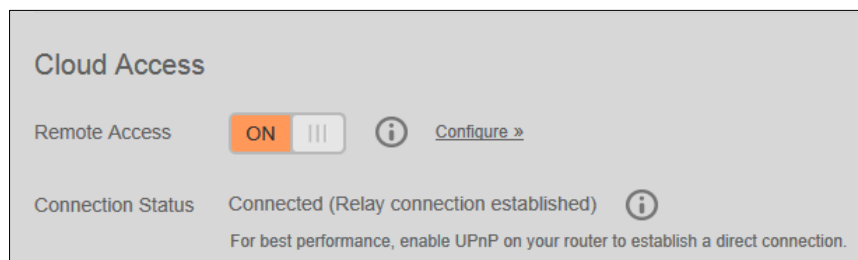 Cloud Access
Remote Access ON Configure »
Connection Status Connected (Relay connection established)
For best performance, enable UPnP on your router to establish a direct connection.